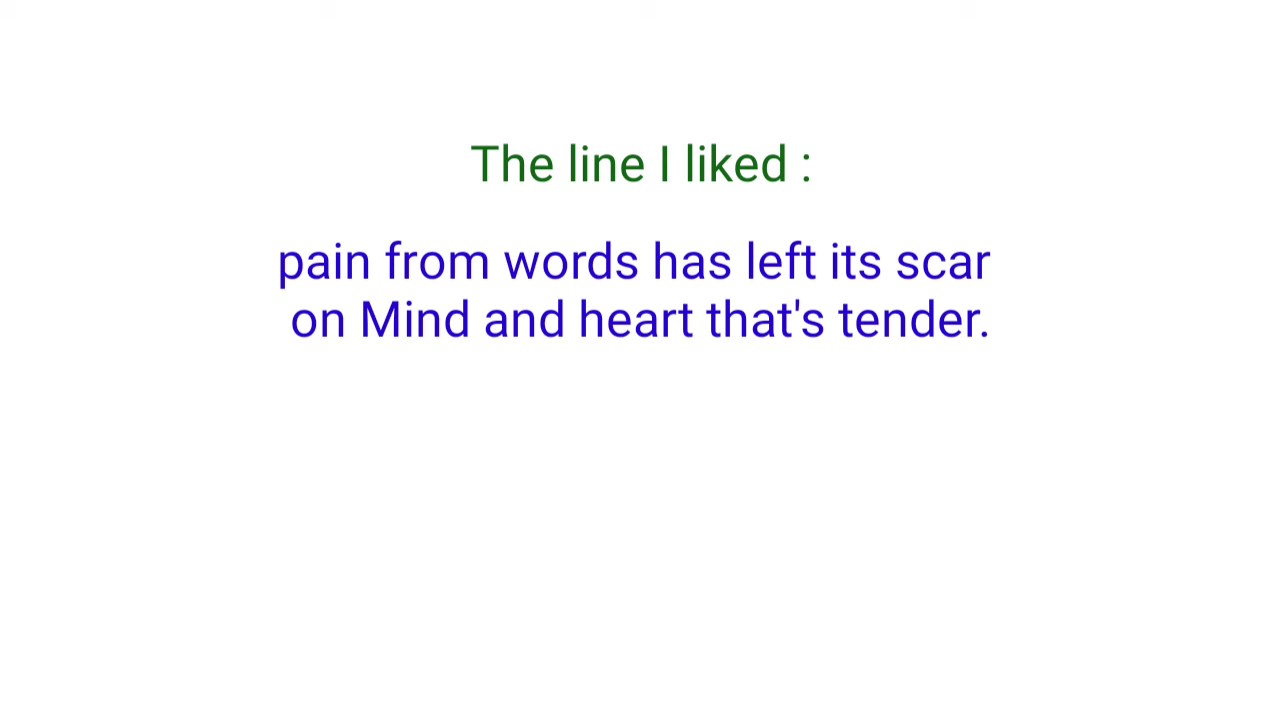 The line I liked :
pain from words has left its scar
on Mind and heart that's tender.